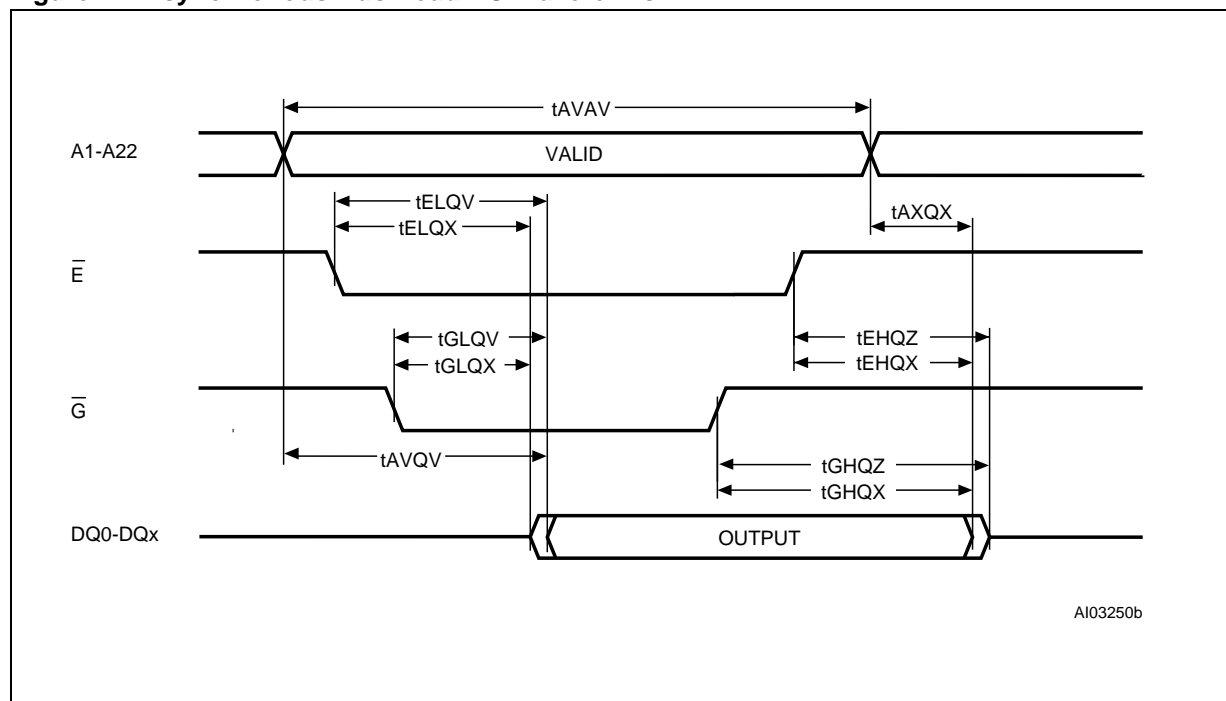 tAVAV
A1-A22
VALID
tELQV
tAXQX
tELQX
E
tGLQV
tEHQZ
tGLQX
tEHQX
G
tAVQV
tGHQZ
tGHQX
DQ0-DQx
OUTPUT
AI03250b